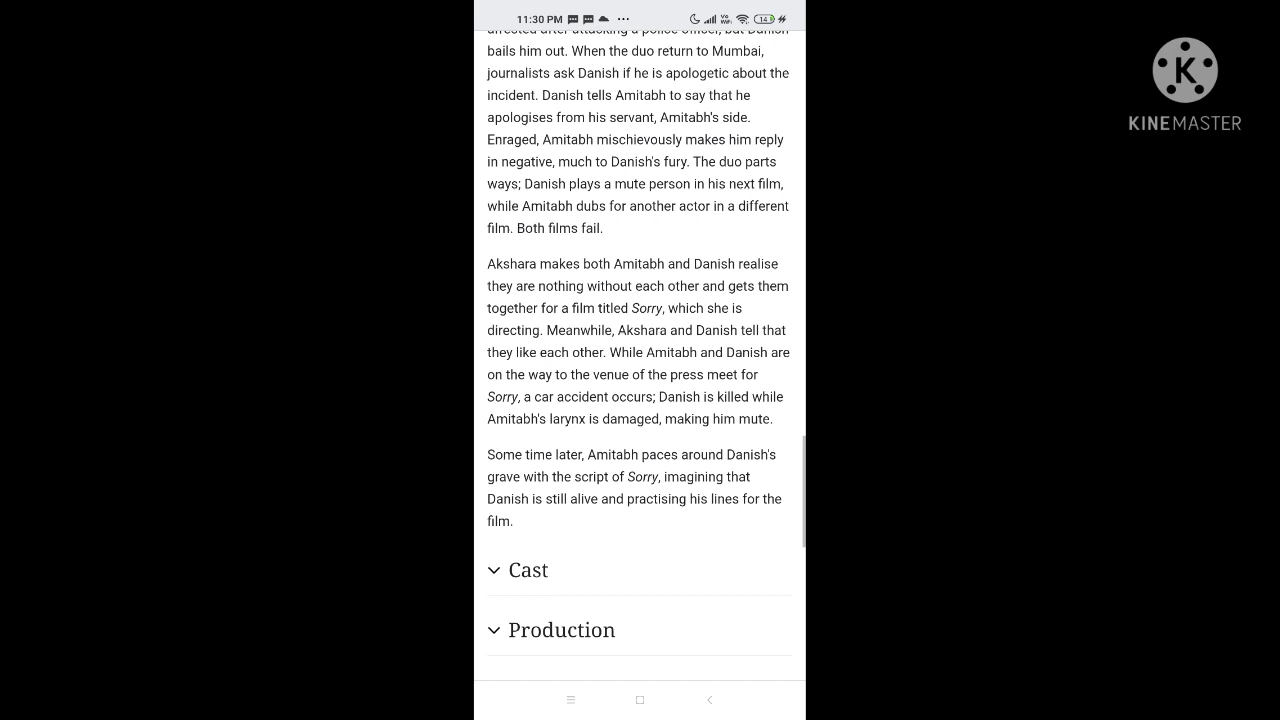 11:30 PM
14
arrested after attacking a police officer, but Danish
bails him out. When the duo return to Mumbai,
journalists ask Danish if he is apologetic about the
incident. Danish tells Amitabh to say that he
apologises from his servant, Amitabh's side.
Enraged, Amitabh mischievously makes him reply
in negative, much to Danish's fury. The duo parts
ways; Danish plays a mute person in his next film,
while Amitabh dubs for another actor in a different
film. Both films fail.
Akshara makes both Amitabh and Danish realise
they are nothing without each other and gets them
together for a film titled Sorry, which she is
directing. Meanwhile, Akshara and Danish tell that
they like each other. While Amitabh and Danish are
on the way to the venue of the press meet for
Sorry, a car accident occurs; Danish is killed while
Amitabh's larynx is damaged, making him mute.
Some time later, Amitabh paces around Danish's
grave with the script of Sorry, imagining that
Danish is still alive and practising his lines for the
film.
Cast
Production
K
KINEMASTER